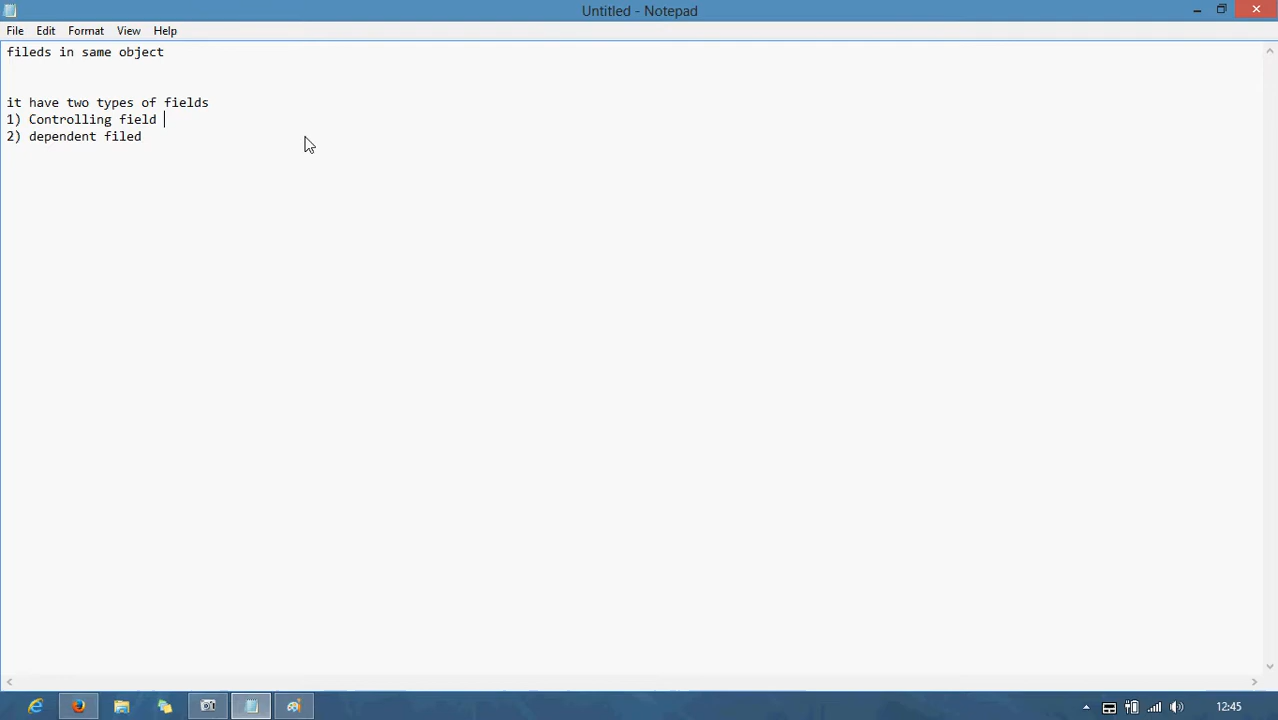 Untitled - Notepad
File Edit Format View Help
fileds in same object
it have two types of fields
1) Controlling field
2) dependent filed
12:45